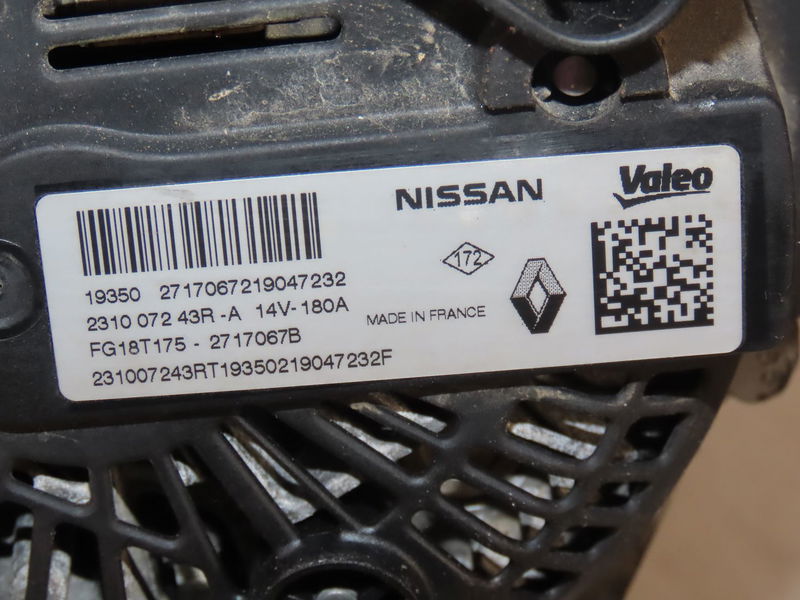 NISSAN
Valeo
19350 2717067219047232
2310 072 43R -A 14V-180A
FG18T175 - 2717067B
231007243RT19350219047232F
172
MADE IN FRANCE